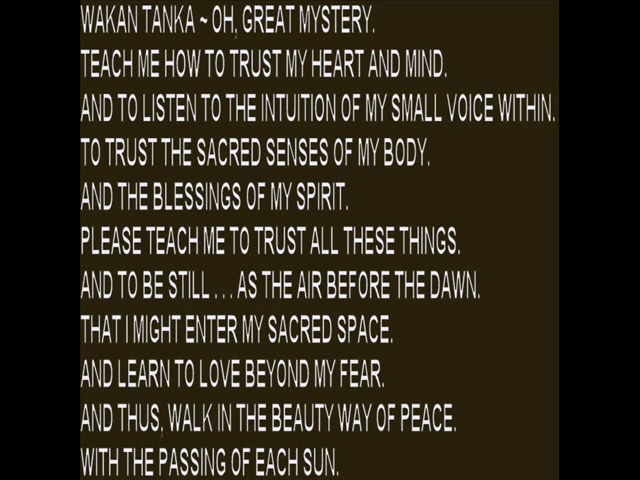 WAKAN TANKA ~ OH, GREAT MYSTERY.
TEACH ME HOW TO TRUST MY HEART AND MIND.
AND TO LISTEN TO THE INTUITION OF MY SMALL VOICE WITHIN.
TO TRUST THE SACRED SENSES OF MY BODY.
AND THE BLESSINGS OF MY SPIRIT.
PLEASE TEACH ME TO TRUST ALL THESE THINGS.
AND TO BE STILL . . . AS THE AIR BEFORE THE DAWN.
THAT I MIGHT ENTER MY SACRED SPACE.
AND LEARN TO LOVE BEYOND MY FEAR.
AND THUS, WALK IN THE BEAUTY WAY OF PEACE.
WITH THE PASSING OF EACH SUN.